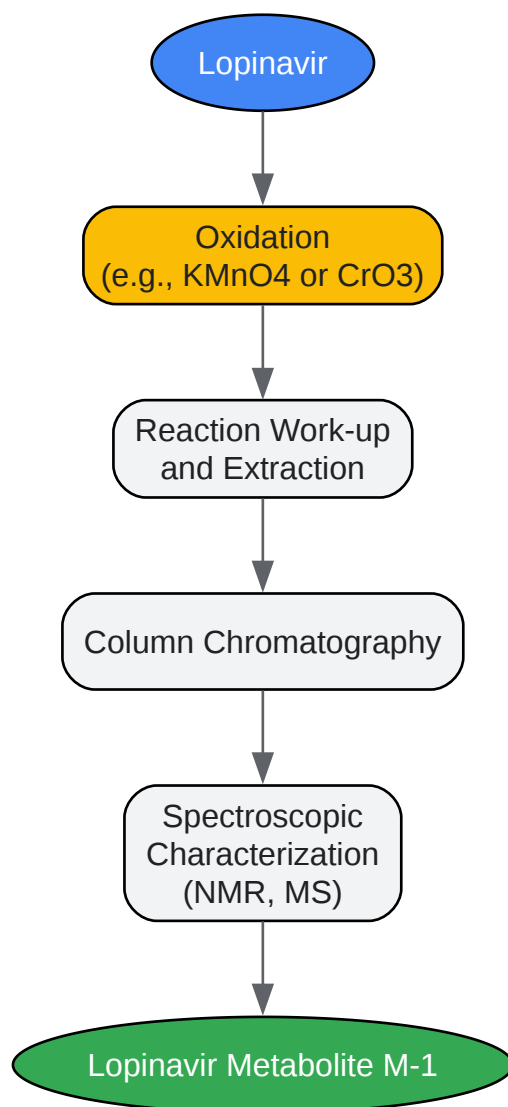 Lopinavir
Oxidation
(e.g., KMnO4 or CrO3)
Reaction Work-up
and Extraction
Column Chromatography
Spectroscopic
Characterization
(NMR, MS)
Lopinavir Metabolite M-1